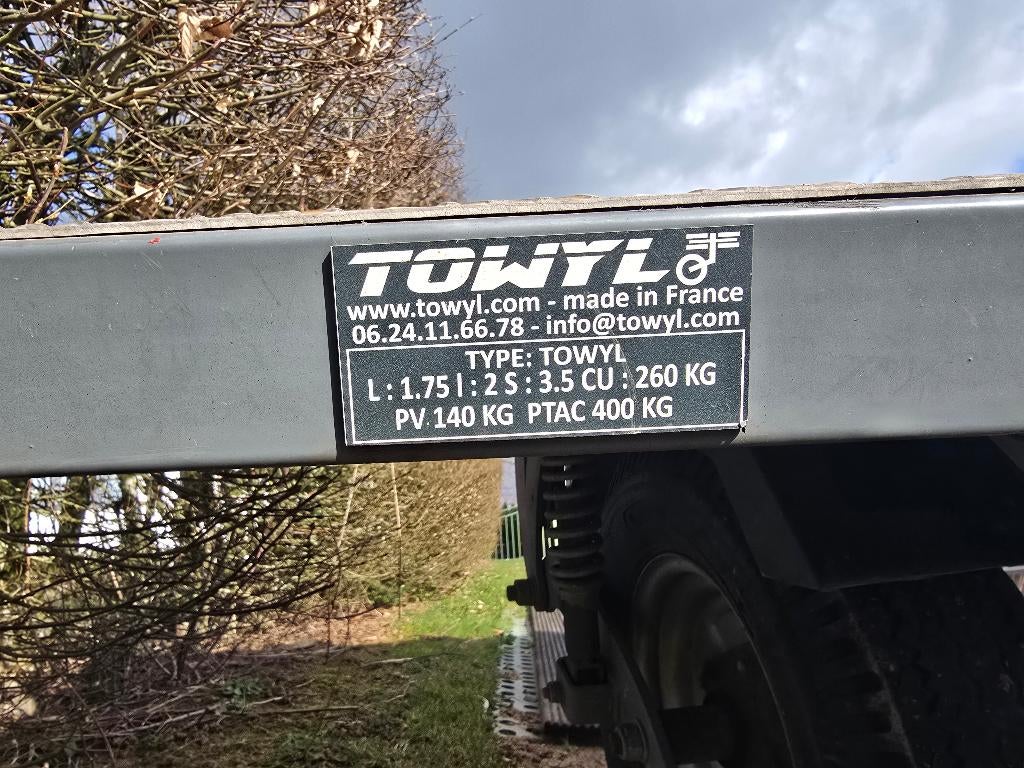 TOWYL
www.towyl.com - made in France
06.24.11.66.78 - info@towyl.com
TYPE: TOWYL
L : 1.75 l : 2 S : 3.5 CU : 260 KG
PV 140 KG PTAC 400 KG